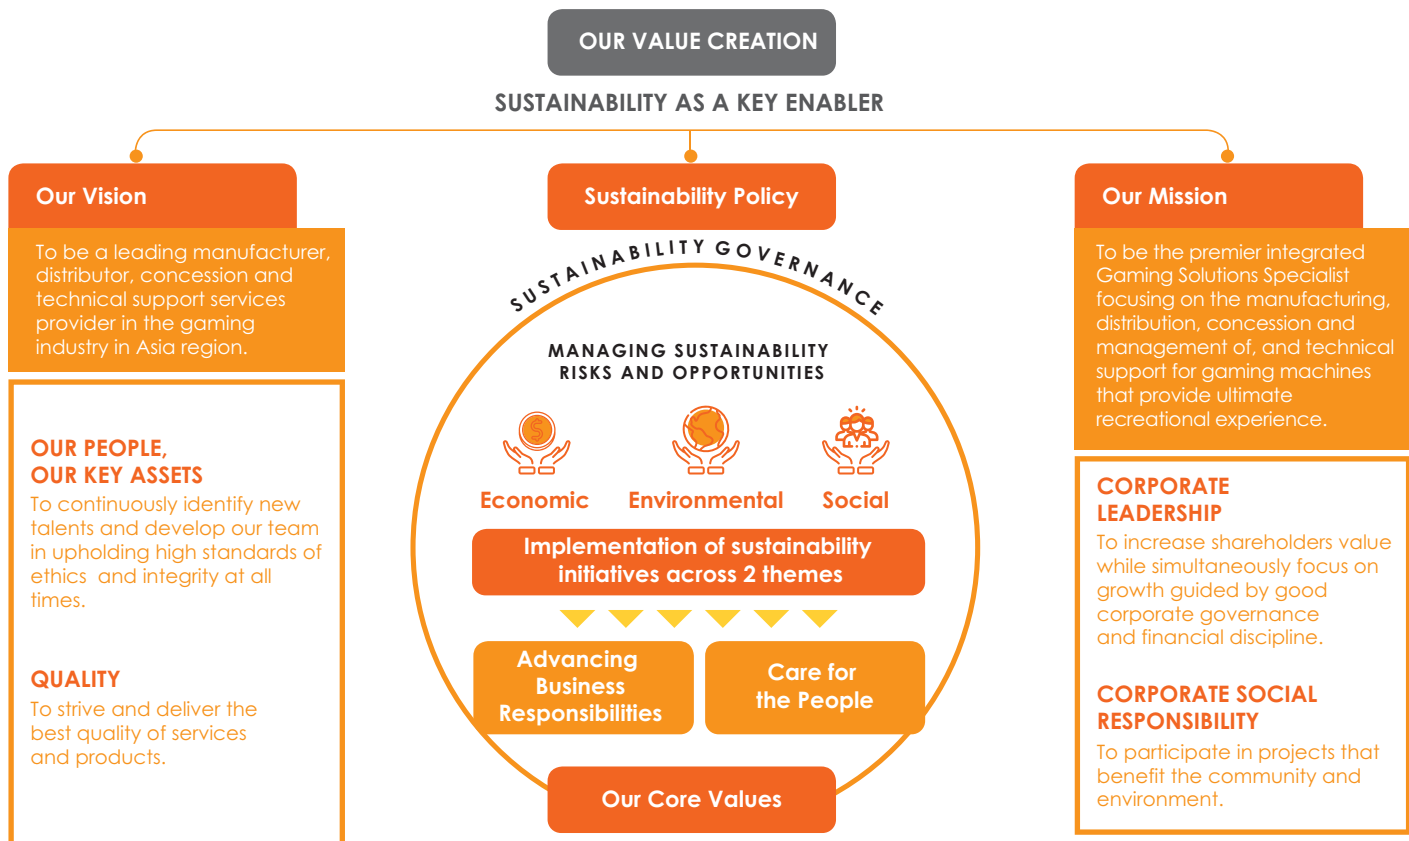 OUR VALUE CREATION
SUSTAINABILITY AS A KEY ENABLER
Our Vision
To be a leading manufacturer,
distributor, concession and
technical support services
provider in the gaming
industry in Asia region.
OUR PEOPLE,
OUR KEY ASSETS
To continuously identify new
talents and develop our team
in upholding high standards of
ethics and integrity at all
times.
QUALITY
To strive and deliver the
best quality of services
and products.
Sustainability Policy
SUSTAINABILITY GOVERNANCE
MANAGING SUSTAINABILITY
RISKS AND OPPORTUNITIES
$
Economic
Environmental
Social
Implementation of sustainability
initiatives across 2 themes
Advancing
Business
Responsibilities
Care for
the People
Our Core Values
Our Mission
To be the premier integrated
Gaming Solutions Specialist
focusing on the manufacturing,
distribution, concession and
management of, and technical
support for gaming machines
that provide ultimate
recreational experience.
CORPORATE
LEADERSHIP
To increase shareholders value
while simultaneously focus on
growth guided by good
corporate governance
and financial discipline.
CORPORATE SOCIAL
RESPONSIBILITY
To participate in projects that
benefit the community and
environment.